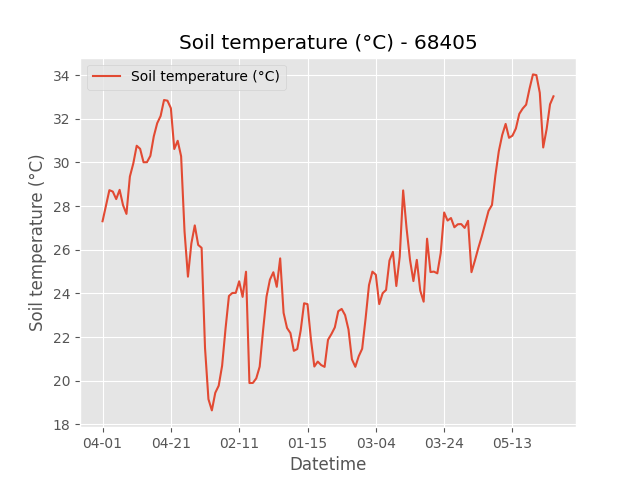 Soil temperature (°C) - 68405
Soil temperature (°C)
34
32
30
28
26
24
22
20
18
Soil temperature (°C)
04-01 04-21 02-11 01-15 03-04 03-24 05-13
Datetime